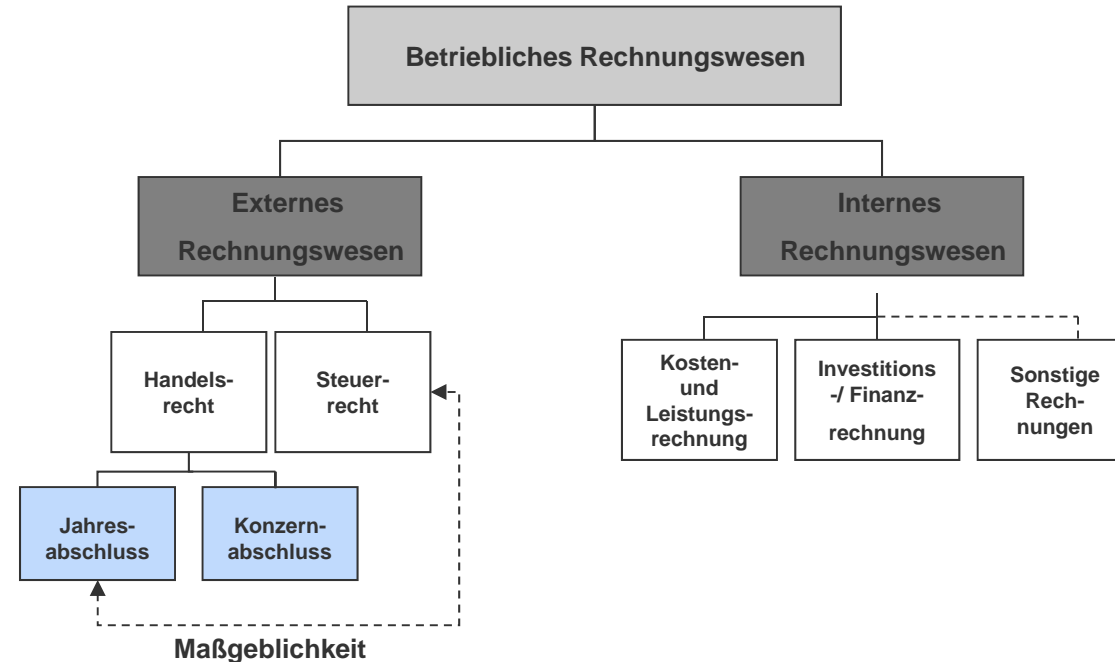 Betriebliches Rechnungswesen
Externes
Rechnungswesen
Internes
Rechnungswesen
Handels-
recht
Steuer-
recht
Kosten-
und
Leistungs-
rechnung
Investitions
-/ Finanz-
rechnung
Sonstige
Rech-
nungen
Jahres-
abschluss
Konzern-
abschluss
Maßgeblichkeit